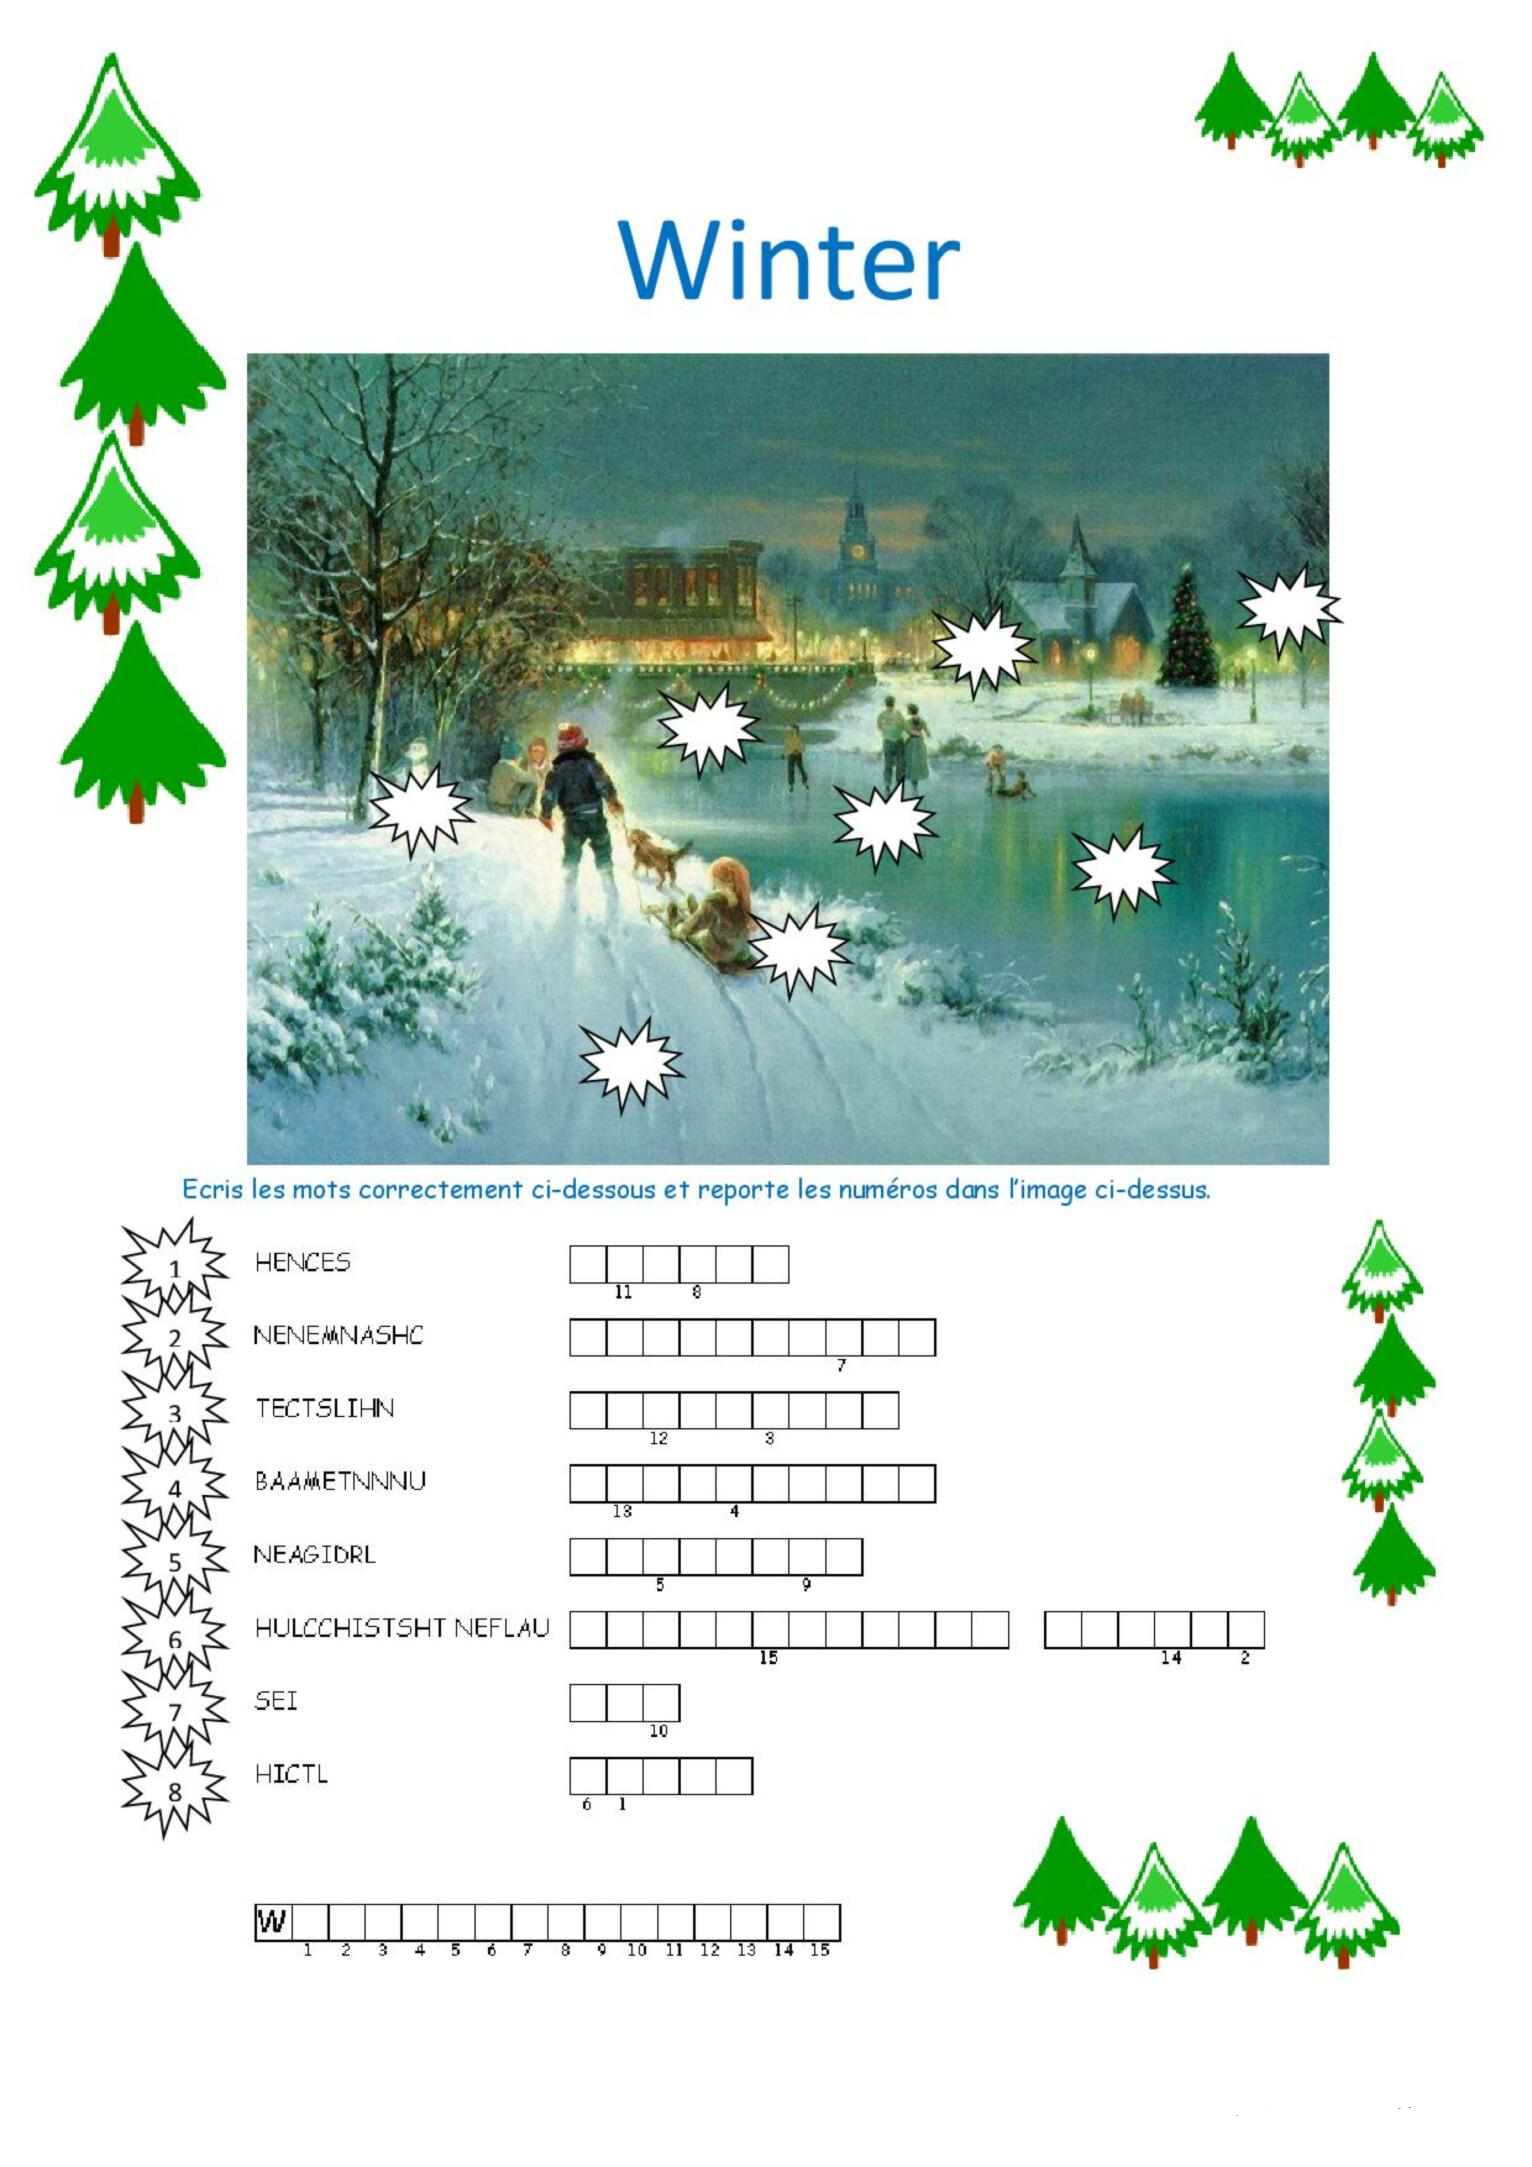 Winter
Ecris les mots correctement ci-dessous et reporte les numéros dans l'image ci-dessus.
1 HENCES
11 8
2 NENEMNASHC
7
3 TECTSLIHN
12 3
4 BAAMETNNNU
13 4
5 NEAGIDRL
5 9
6 HULCCHISTSHT NEFLAU
15 14 2
7 SEI
10
8 HICTL
6 1
W
1 2 3 4 5 6 7 8 9 10 11 12 13 14 15